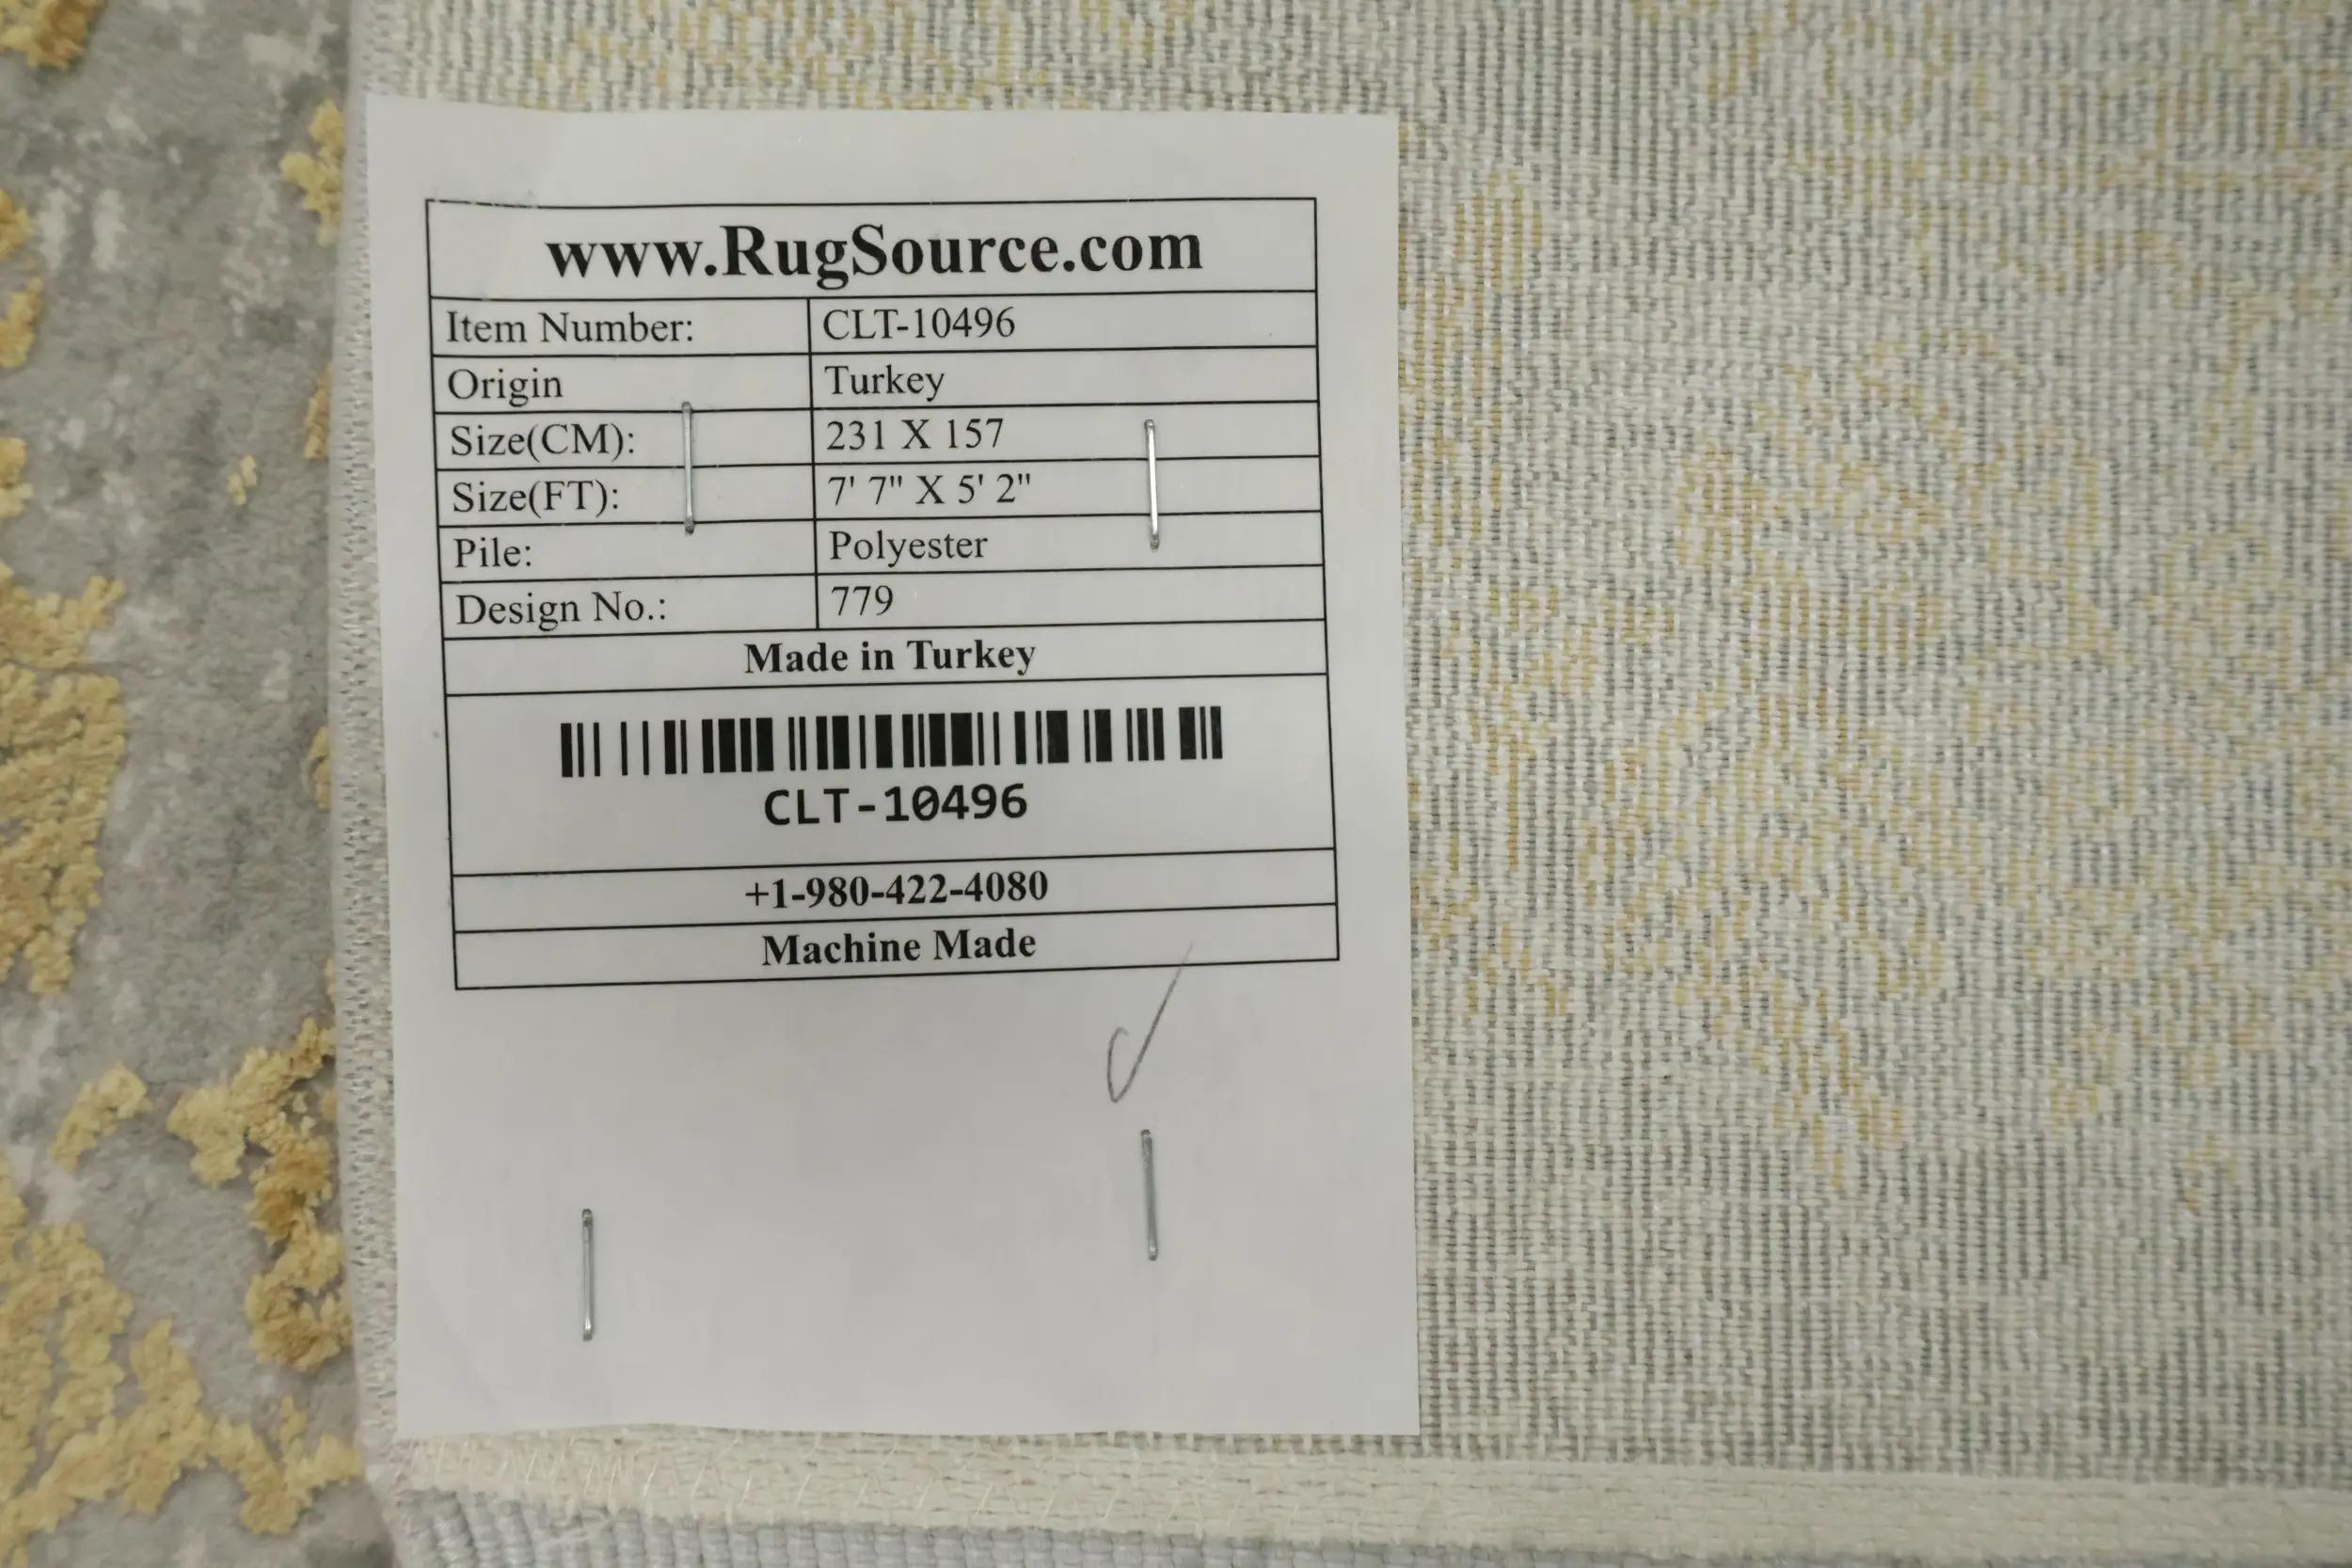 www.RugSource.com
Item Number: CLT-10496
Origin Turkey
Size(CM): 231 X 157
Size(FT): 7' 7" X 5' 2"
Pile: Polyester
Design No.: 779
Made in Turkey
CLT-10496
+1-980-422-4080
Machine Made